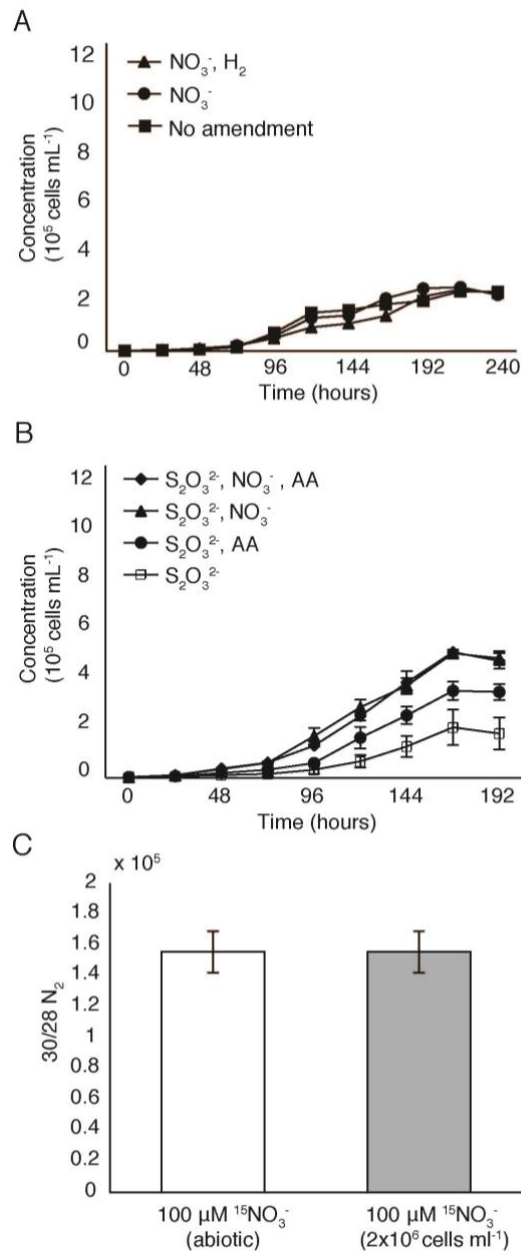 A
12
10
8
6
4
2
0
Concentration
(10⁵ cells mL⁻¹)
NO₃⁻, H₂
NO₃⁻
No amendment
0 48 96 144 192 240
Time (hours)
B
12
10
8
6
4
2
0
Concentration
(10⁵ cells mL⁻¹)
S₂O₃²⁻, NO₃⁻, AA
S₂O₃²⁻, NO₃⁻
S₂O₃²⁻, AA
S₂O₃²⁻
0 48 96 144 192
Time (hours)
C
x 10⁵
2
1.8
1.6
1.4
1.2
1
0.8
0.6
0.4
0.2
0
30/28 N₂
100 µM ¹⁵NO₃⁻
(abiotic)
100 µM ¹⁵NO₃⁻
(2x10⁶ cells ml⁻¹)